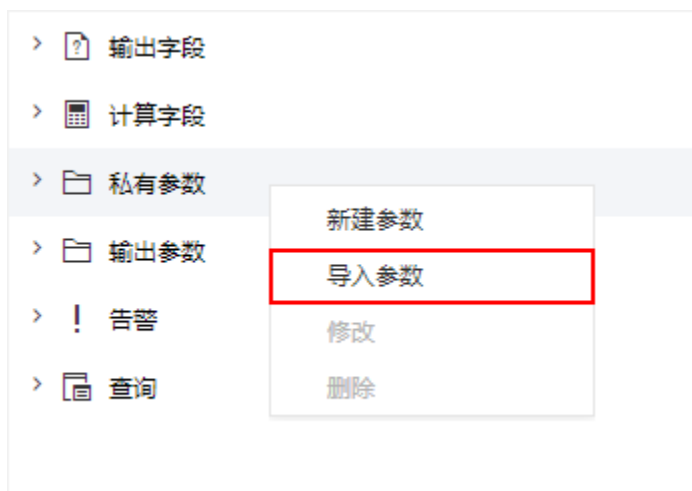 输出字段
计算字段
私有参数
新建参数
输出参数
导入参数
告警
修改
查询
删除